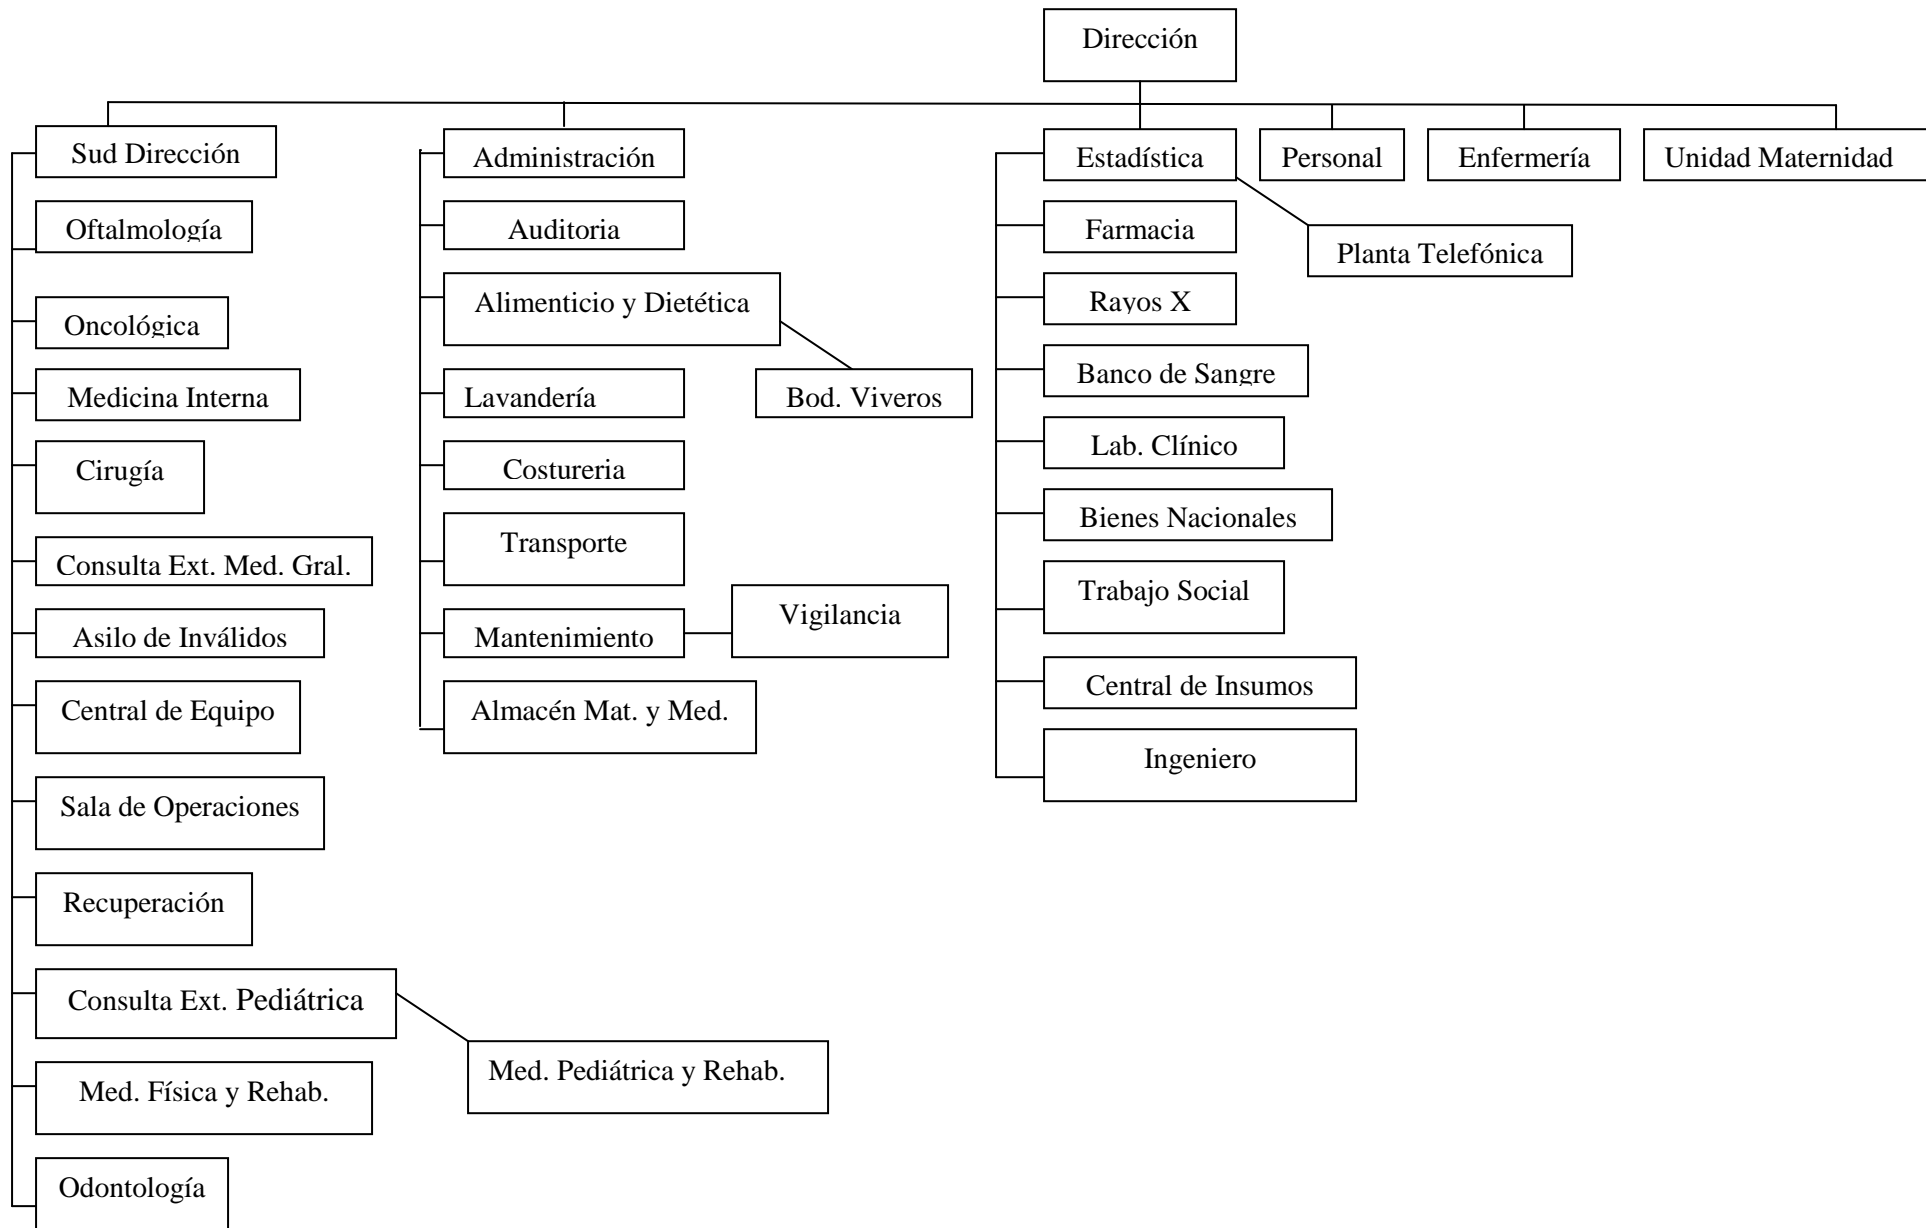 Dirección
Sud Dirección
Administración
Estadística
Personal
Enfermería
Unidad Maternidad
Oftalmología
Oncológica
Medicina Interna
Cirugía
Consulta Ext. Med. Gral.
Asilo de Inválidos
Central de Equipo
Sala de Operaciones
Recuperación
Consulta Ext. Pediátrica
Med. Pediátrica y Rehab.
Med. Física y Rehab.
Odontología
Auditoria
Alimenticio y Dietética
Bod. Viveros
Lavandería
Costureria
Transporte
Mantenimiento
Vigilancia
Almacén Mat. y Med.
Planta Telefónica
Farmacia
Rayos X
Banco de Sangre
Lab. Clínico
Bienes Nacionales
Trabajo Social
Central de Insumos
Ingeniero